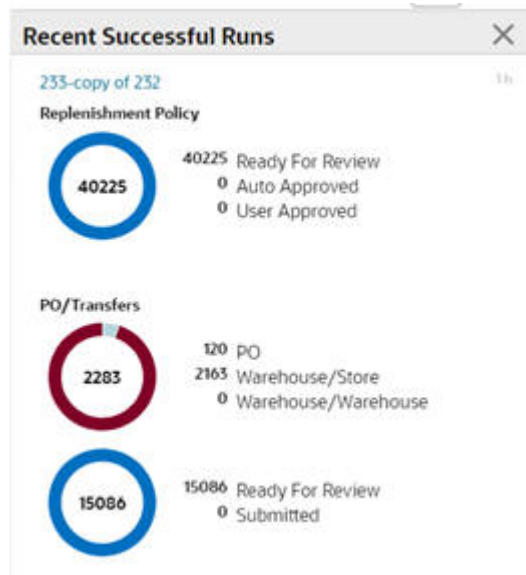 Recent Successful Runs
233-copy of 232
1h
Replenishment Policy
40225
40225 Ready For Review
0 Auto Approved
0 User Approved
PO/Transfers
2283
120 PO
2163 Warehouse/Store
0 Warehouse/Warehouse
15086
15086 Ready For Review
0 Submitted